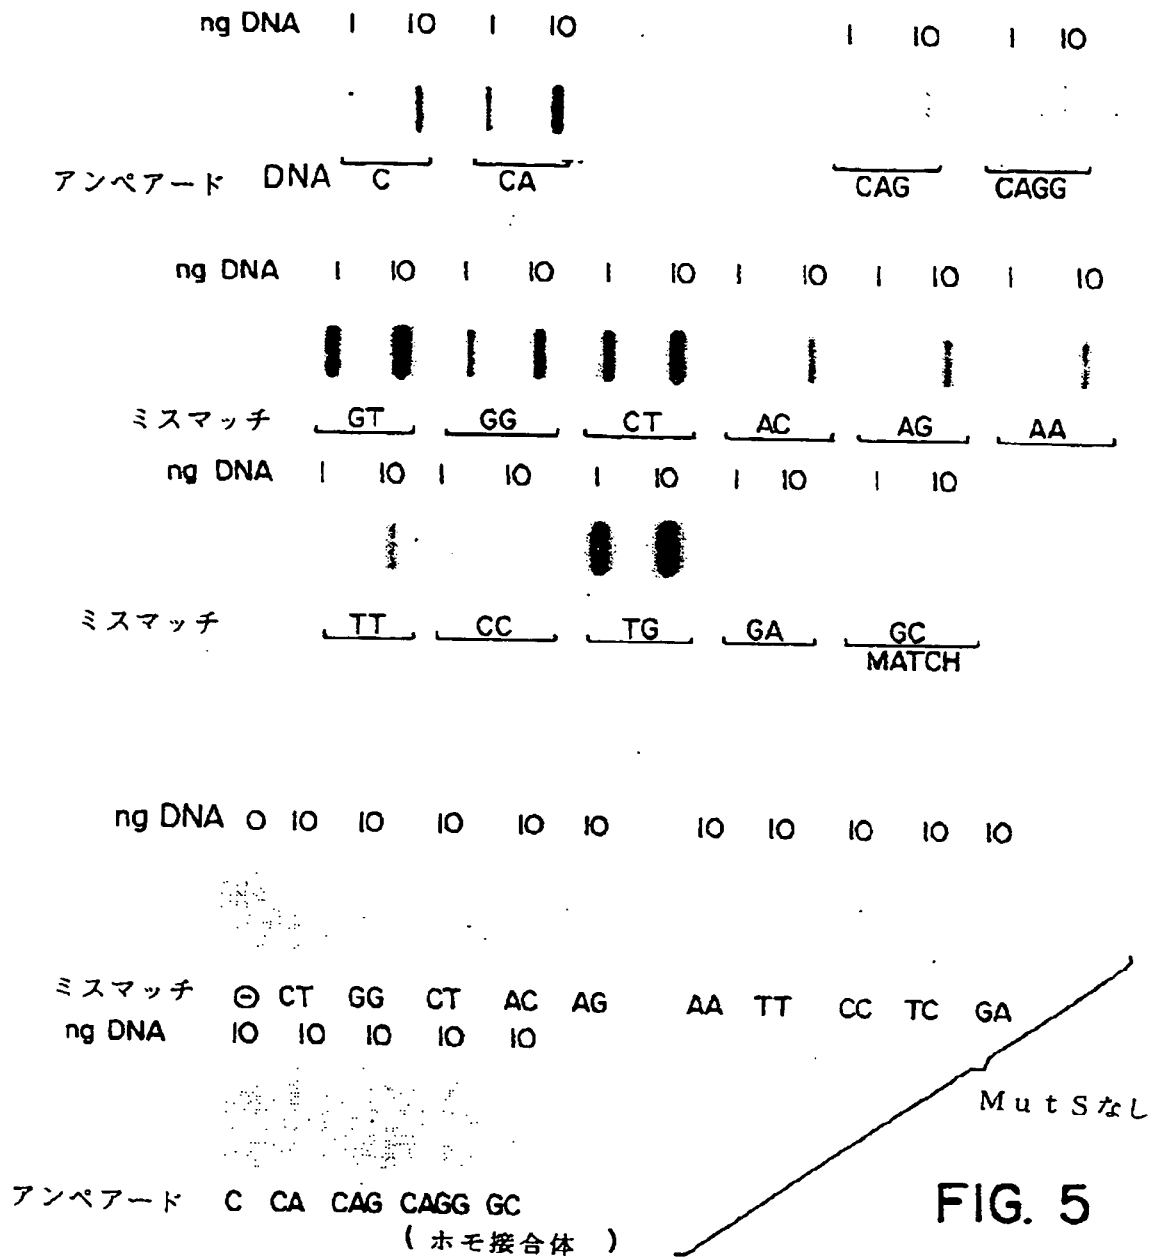 ng DNA 1 10 1 10 1 10 1 10
アンペアード DNA C CA CAG CAGG
ng DNA 1 10 1 10 1 10 1 10 1 10 1 10
ミスマッチ GT GG CT AC AG AA
ng DNA 1 10 1 10 1 10 1 10 1 10
ミスマッチ TT CC TG GA GC
MATCH
ng DNA 0 10 10 10 10 10 10 10 10 10 10
ミスマッチ ⊖ CT GG CT AC AG AA TT CC TC GA
ng DNA 10 10 10 10 10
MutSなし
アンペアード C CA CAG CAGG GC
(ホモ接合体)
FIG. 5